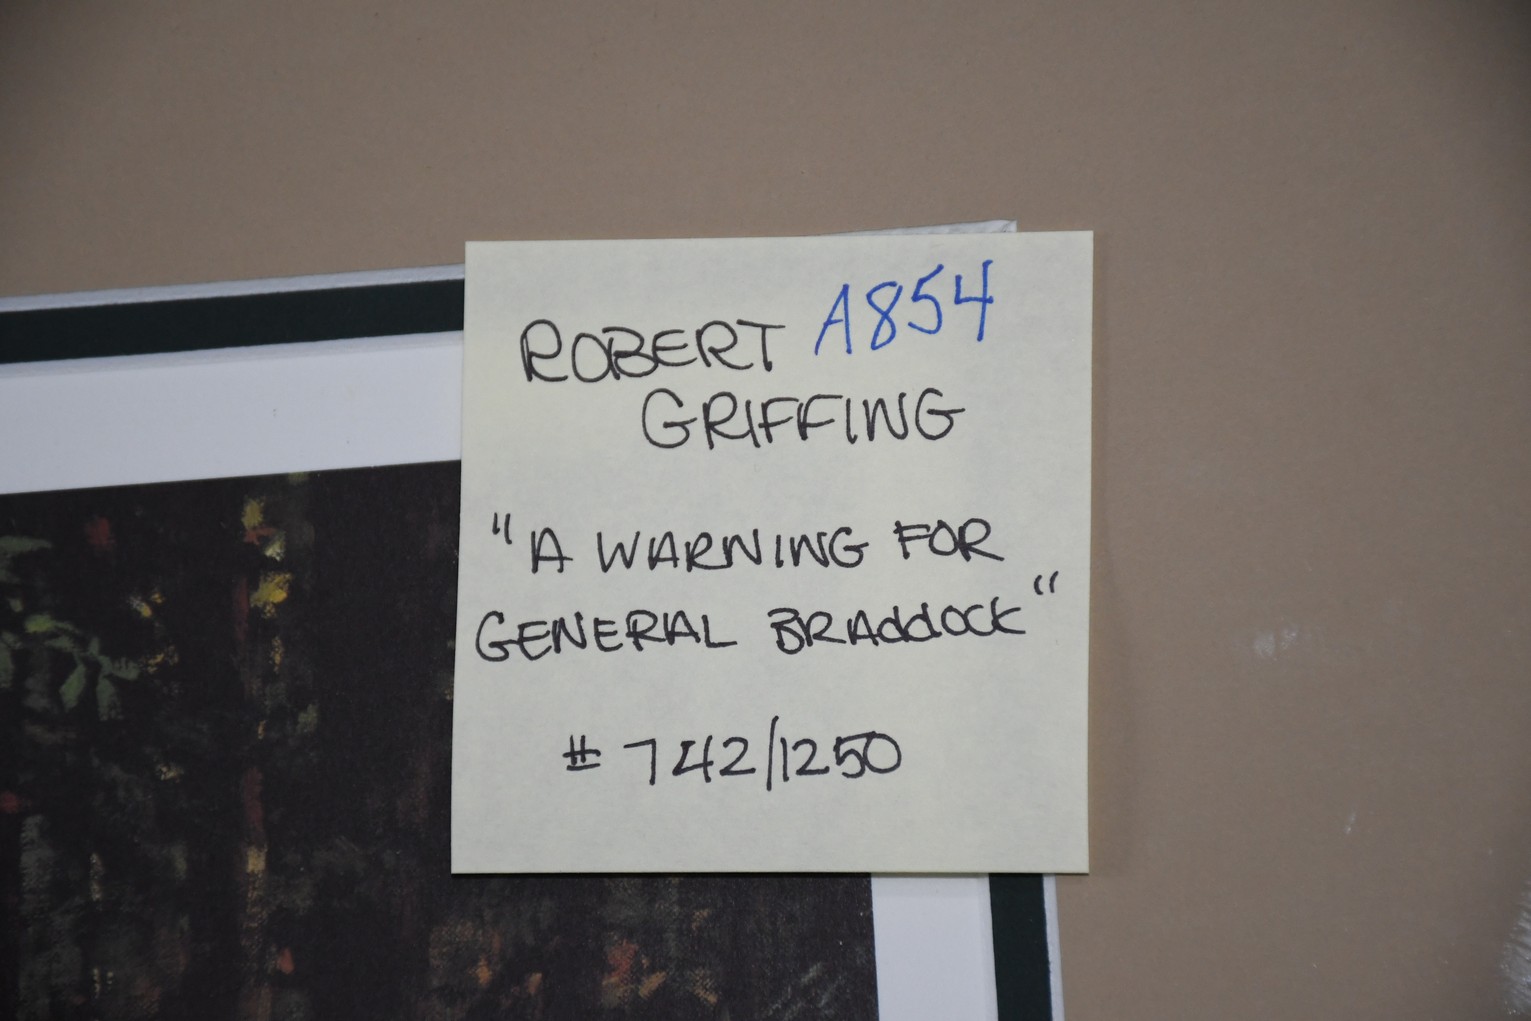 ROBERT A854
GRIFFING
"A WARNING FOR
GENERAL BRADDOCK"
# 742/1250